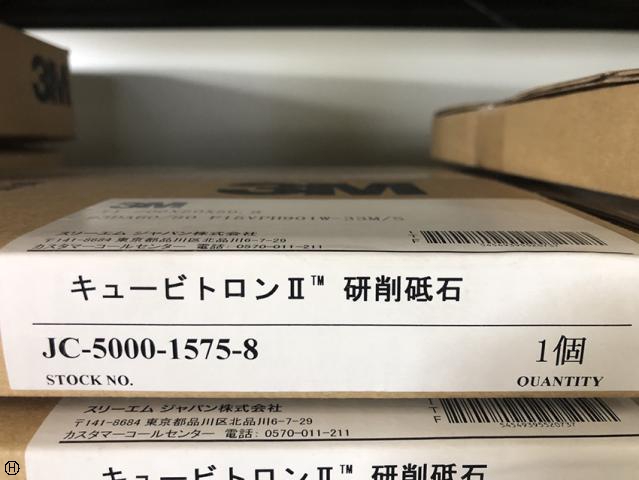 3M
3M
3M
スリーエム ジャパン株式会社
〒141-8684 東京都品川区北品川6-7-29
カスタマーコールセンター 電話: 0570-011-211
ITF
キュービトロンⅡ™ 研削砥石
JC-5000-1575-8
1個
STOCK NO.
QUANTITY
スリーエム ジャパン株式会社
〒141-8684 東京都品川区北品川6-7-29
カスタマーコールセンター 電話: 0570-011-211
ITF
キュービトロンⅡ™ 研削砥石
H